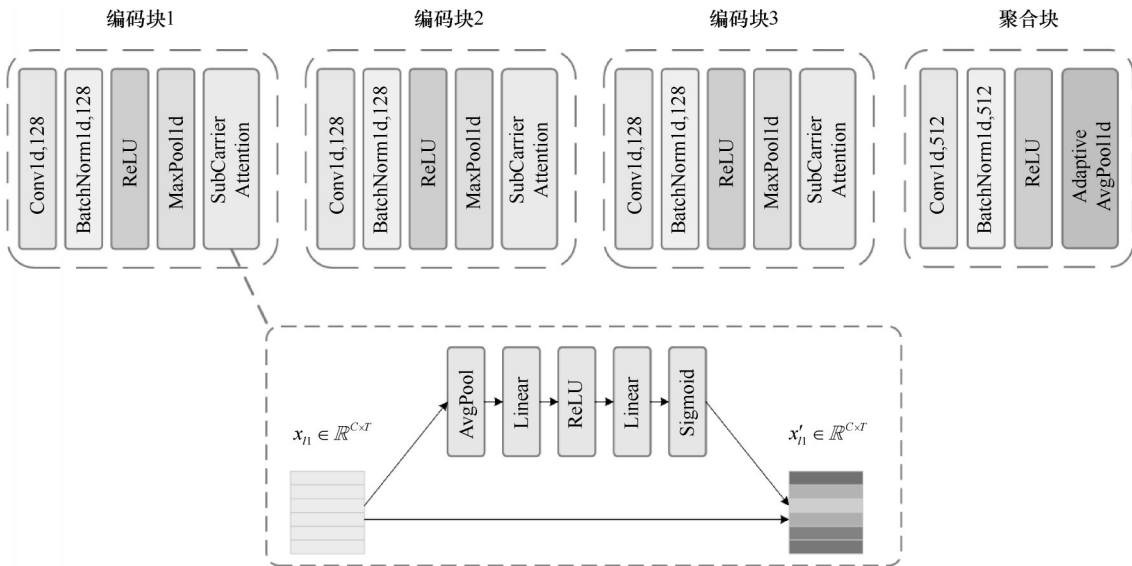 编码块1
编码块2
编码块3
聚合块
Conv1d,128
BatchNorm1d,128
ReLU
MaxPool1d
SubCarrier
Attention
Conv1d,128
BatchNorm1d,128
ReLU
MaxPool1d
SubCarrier
Attention
Conv1d,128
BatchNorm1d,128
ReLU
MaxPool1d
SubCarrier
Attention
Conv1d,512
BatchNorm1d,512
ReLU
Adaptive
AvgPool1d
AvgPool
Linear
ReLU
Linear
Sigmoid
x_{l1} ∈ ℝ^{C×T}
x'_{l1} ∈ ℝ^{C×T}